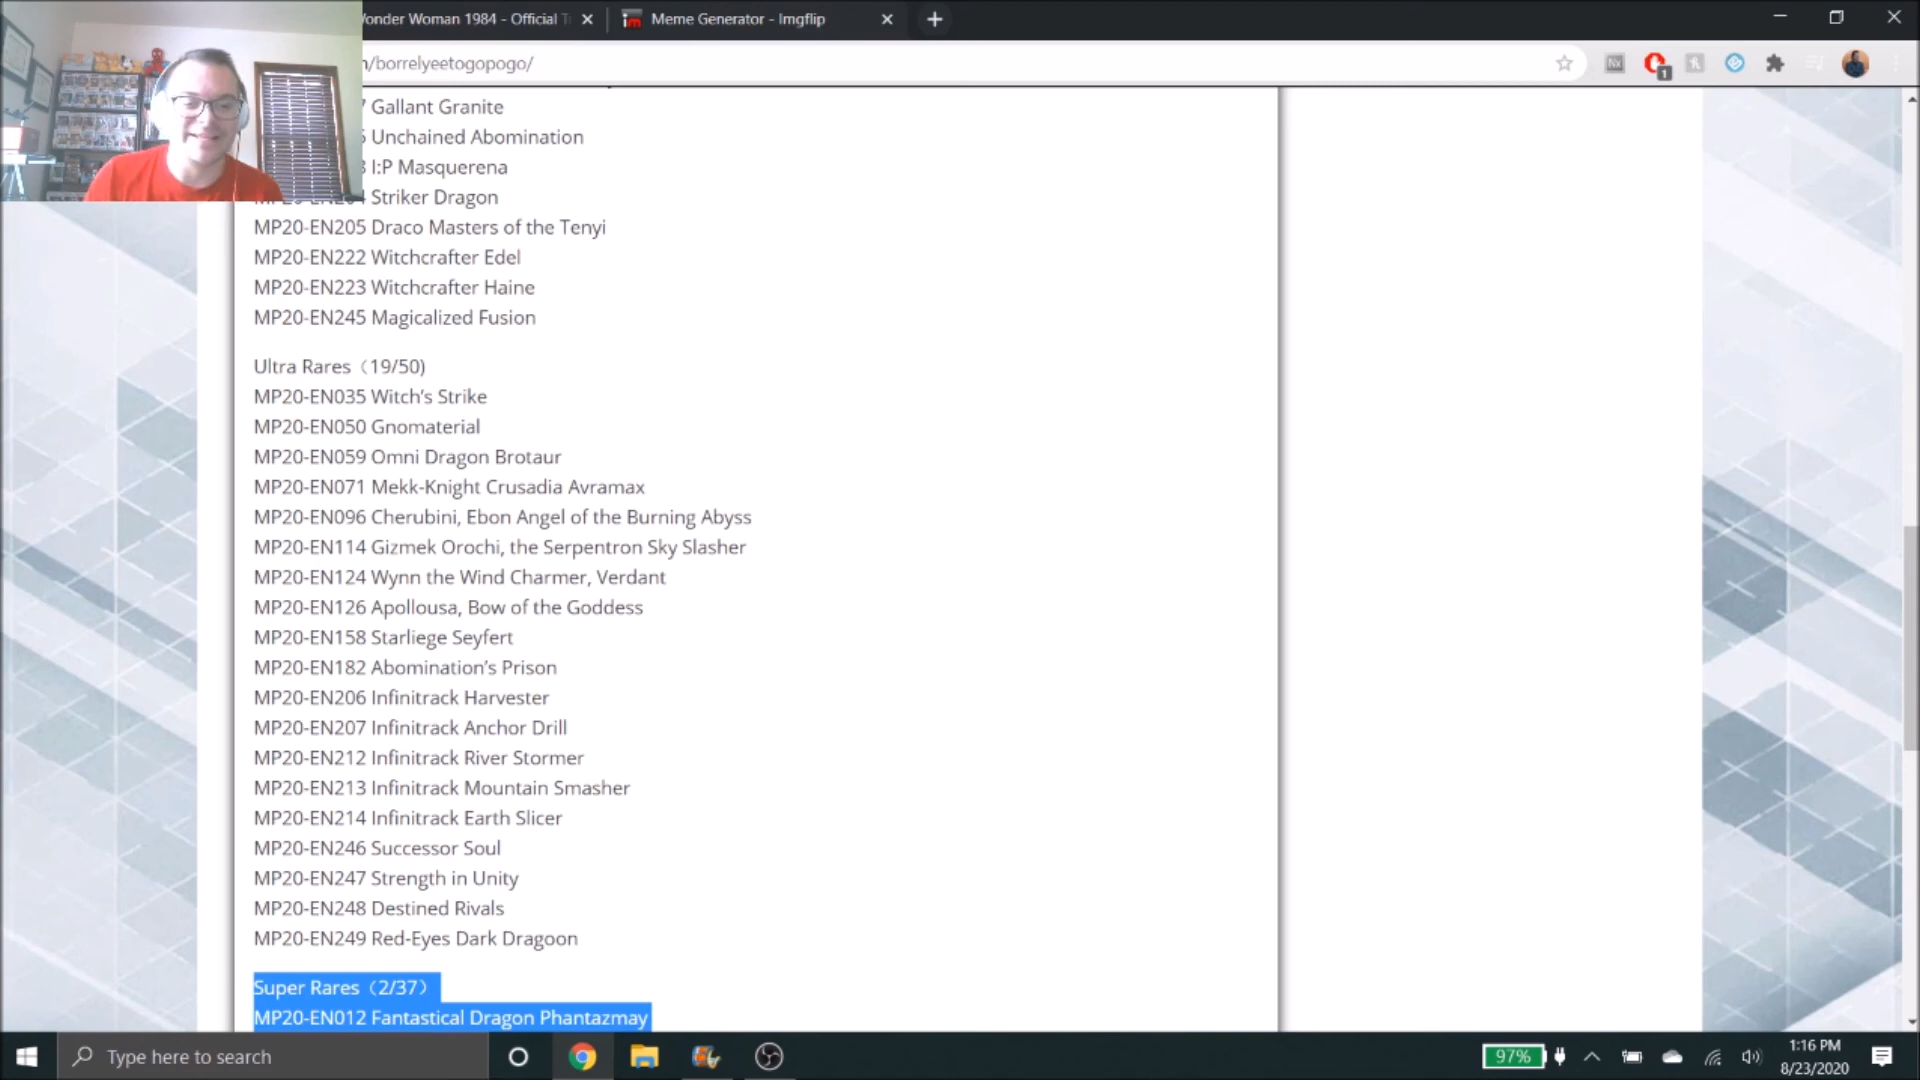 Wonder Woman 1984 - Official T
Meme Generator - Imgflip
/borrelyeetogopogo/
1
Gallant Granite
Unchained Abomination
I:P Masquerena
Striker Dragon
MP20-EN205 Draco Masters of the Tenyi
MP20-EN222 Witchcrafter Edel
MP20-EN223 Witchcrafter Haine
MP20-EN245 Magicalized Fusion
Ultra Rares（19/50)
MP20-EN035 Witch’s Strike
MP20-EN050 Gnomaterial
MP20-EN059 Omni Dragon Brotaur
MP20-EN071 Mekk-Knight Crusadia Avramax
MP20-EN096 Cherubini, Ebon Angel of the Burning Abyss
MP20-EN114 Gizmek Orochi, the Serpentron Sky Slasher
MP20-EN124 Wynn the Wind Charmer, Verdant
MP20-EN126 Apollousa, Bow of the Goddess
MP20-EN158 Starliege Seyfert
MP20-EN182 Abomination’s Prison
MP20-EN206 Infinitrack Harvester
MP20-EN207 Infinitrack Anchor Drill
MP20-EN212 Infinitrack River Stormer
MP20-EN213 Infinitrack Mountain Smasher
MP20-EN214 Infinitrack Earth Slicer
MP20-EN246 Successor Soul
MP20-EN247 Strength in Unity
MP20-EN248 Destined Rivals
MP20-EN249 Red-Eyes Dark Dragoon
Super Rares（2/37）
MP20-EN012 Fantastical Dragon Phantazmay
Type here to search
97%
1:16 PM
8/23/2020